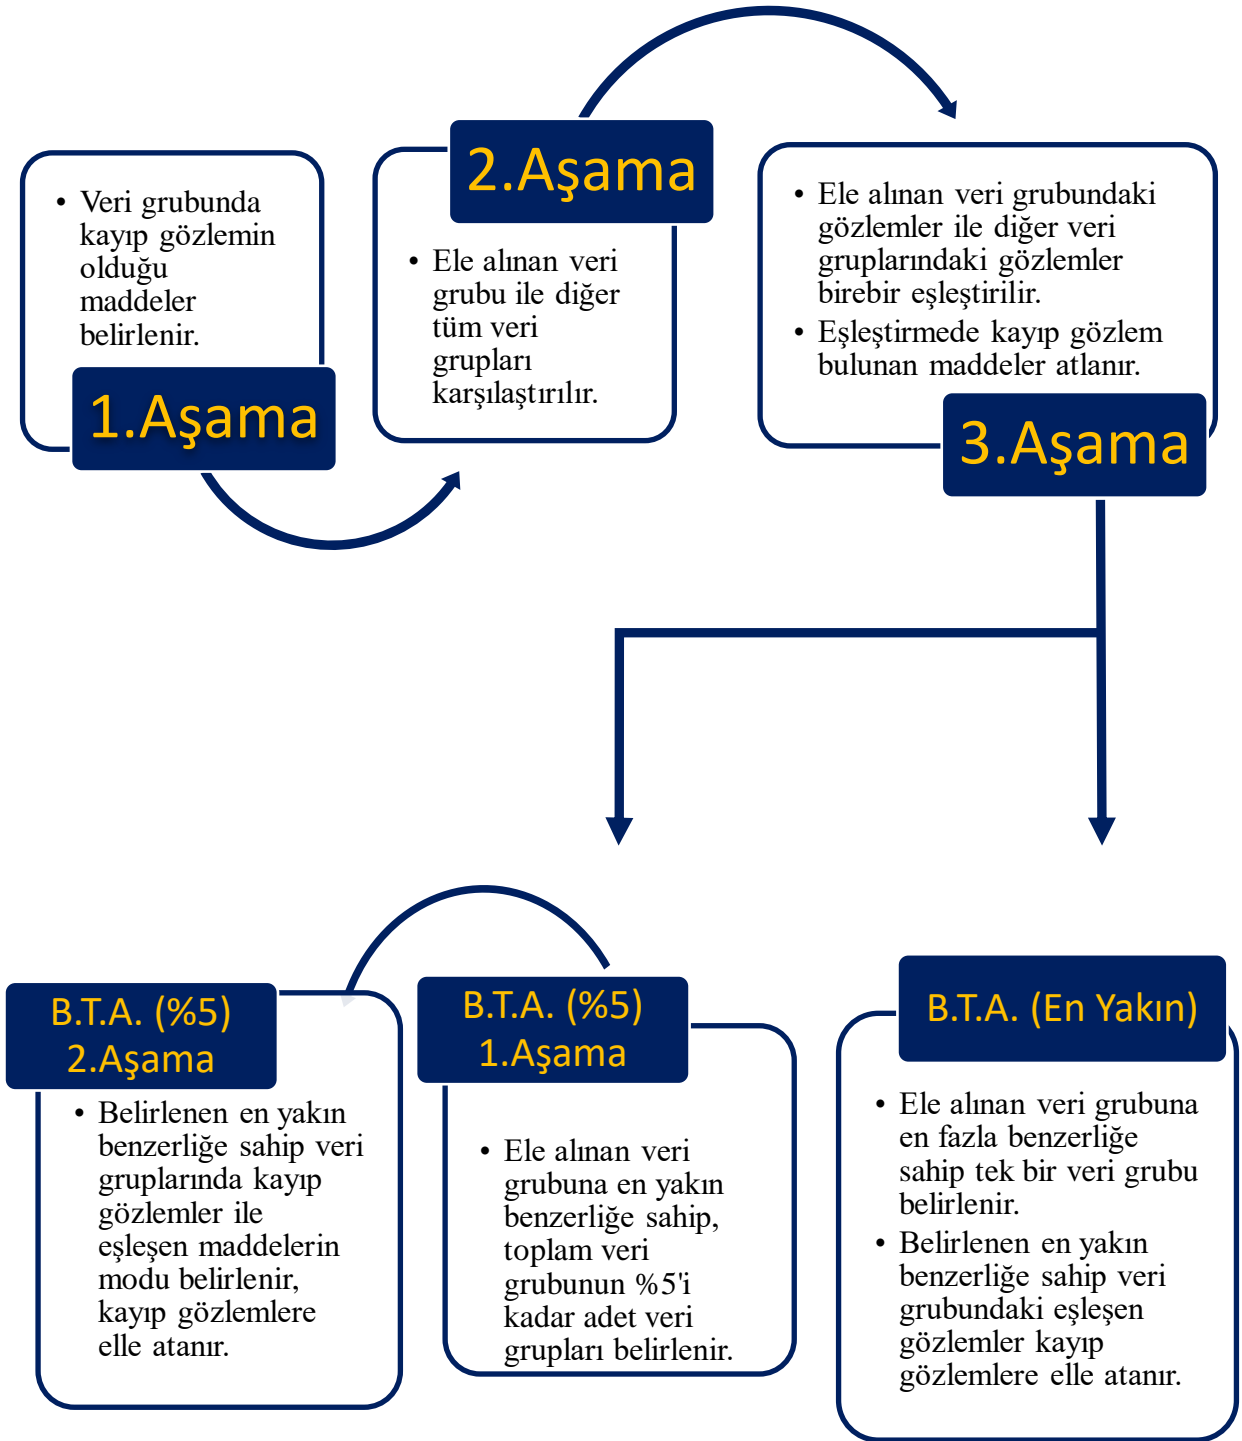 • Veri grubunda
kayıp gözlemin
olduğu
maddeler
belirlenir.
1.Aşama
2.Aşama
• Ele alınan veri
grubu ile diğer
tüm veri
grupları
karşılaştırılır.
• Ele alınan veri grubundaki
gözlemler ile diğer veri
gruplarındaki gözlemler
birebir eşleştirilir.
• Eşleştirmede kayıp gözlem
bulunan maddeler atlanır.
3.Aşama
B.T.A. (%5)
2.Aşama
• Belirlenen en yakın
benzerliğe sahip veri
gruplarında kayıp
gözlemler ile
eşleşen maddelerin
modu belirlenir,
kayıp gözlemlere
elle atanır.
B.T.A. (%5)
1.Aşama
• Ele alınan veri
grubuna en yakın
benzerliğe sahip,
toplam veri
grubunun %5'i
kadar adet veri
grupları belirlenir.
B.T.A. (En Yakın)
• Ele alınan veri grubuna
en fazla benzerliğe
sahip tek bir veri grubu
belirlenir.
• Belirlenen en yakın
benzerliğe sahip veri
grubundaki eşleşen
gözlemler kayıp
gözlemlere elle atanır.